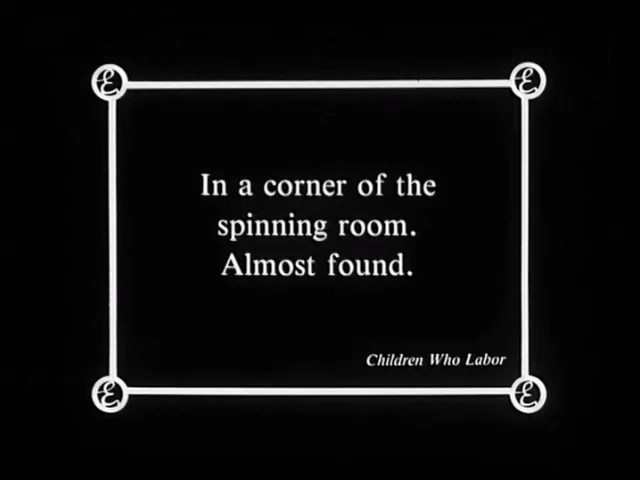 In a corner of the
spinning room.
Almost found.
Children Who Labor
E E
E E